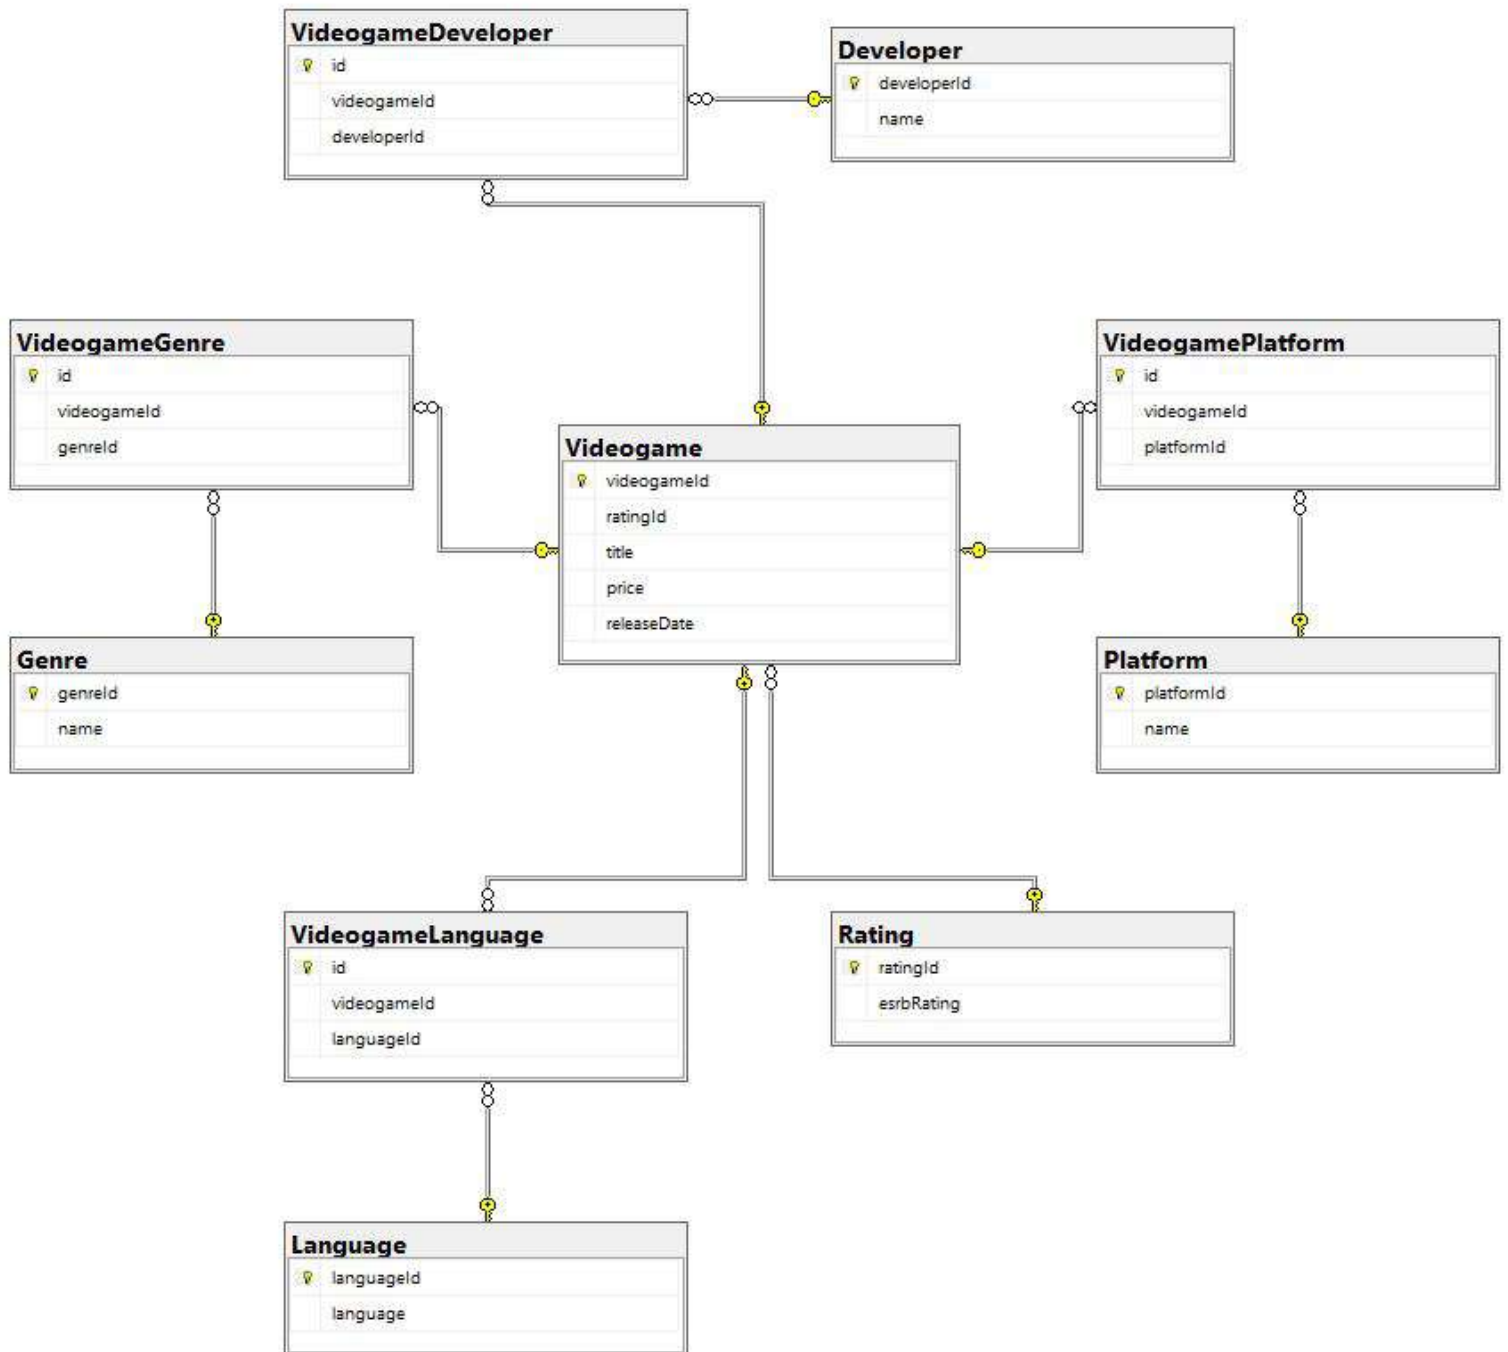 VideogameDeveloper
id
videogameId
developerId
Developer
developerId
name
VideogameGenre
id
videogameId
genreId
VideogamePlatform
id
videogameId
platformId
Videogame
videogameId
ratingId
title
price
releaseDate
Genre
genreId
name
Platform
platformId
name
VideogameLanguage
id
videogameId
languageId
Rating
ratingId
esrbRating
Language
languageId
language